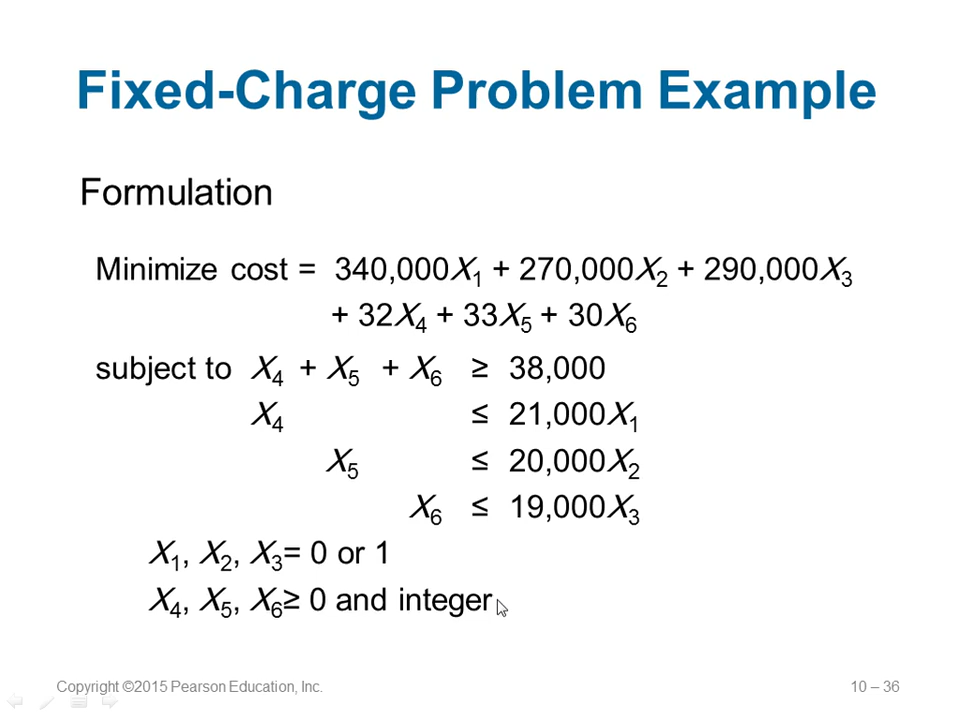 Fixed-Charge Problem Example
Formulation
Minimize cost = 340,000X₁ + 270,000X₂ + 290,000X₃
+ 32X₄ + 33X₅ + 30X₆
subject to X₄ + X₅ + X₆ ≥ 38,000
X₄ ≤ 21,000X₁
X₅ ≤ 20,000X₂
X₆ ≤ 19,000X₃
X₁, X₂, X₃= 0 or 1
X₄, X₅, X₆≥ 0 and integer
Copyright ©2015 Pearson Education, Inc. 10 – 36